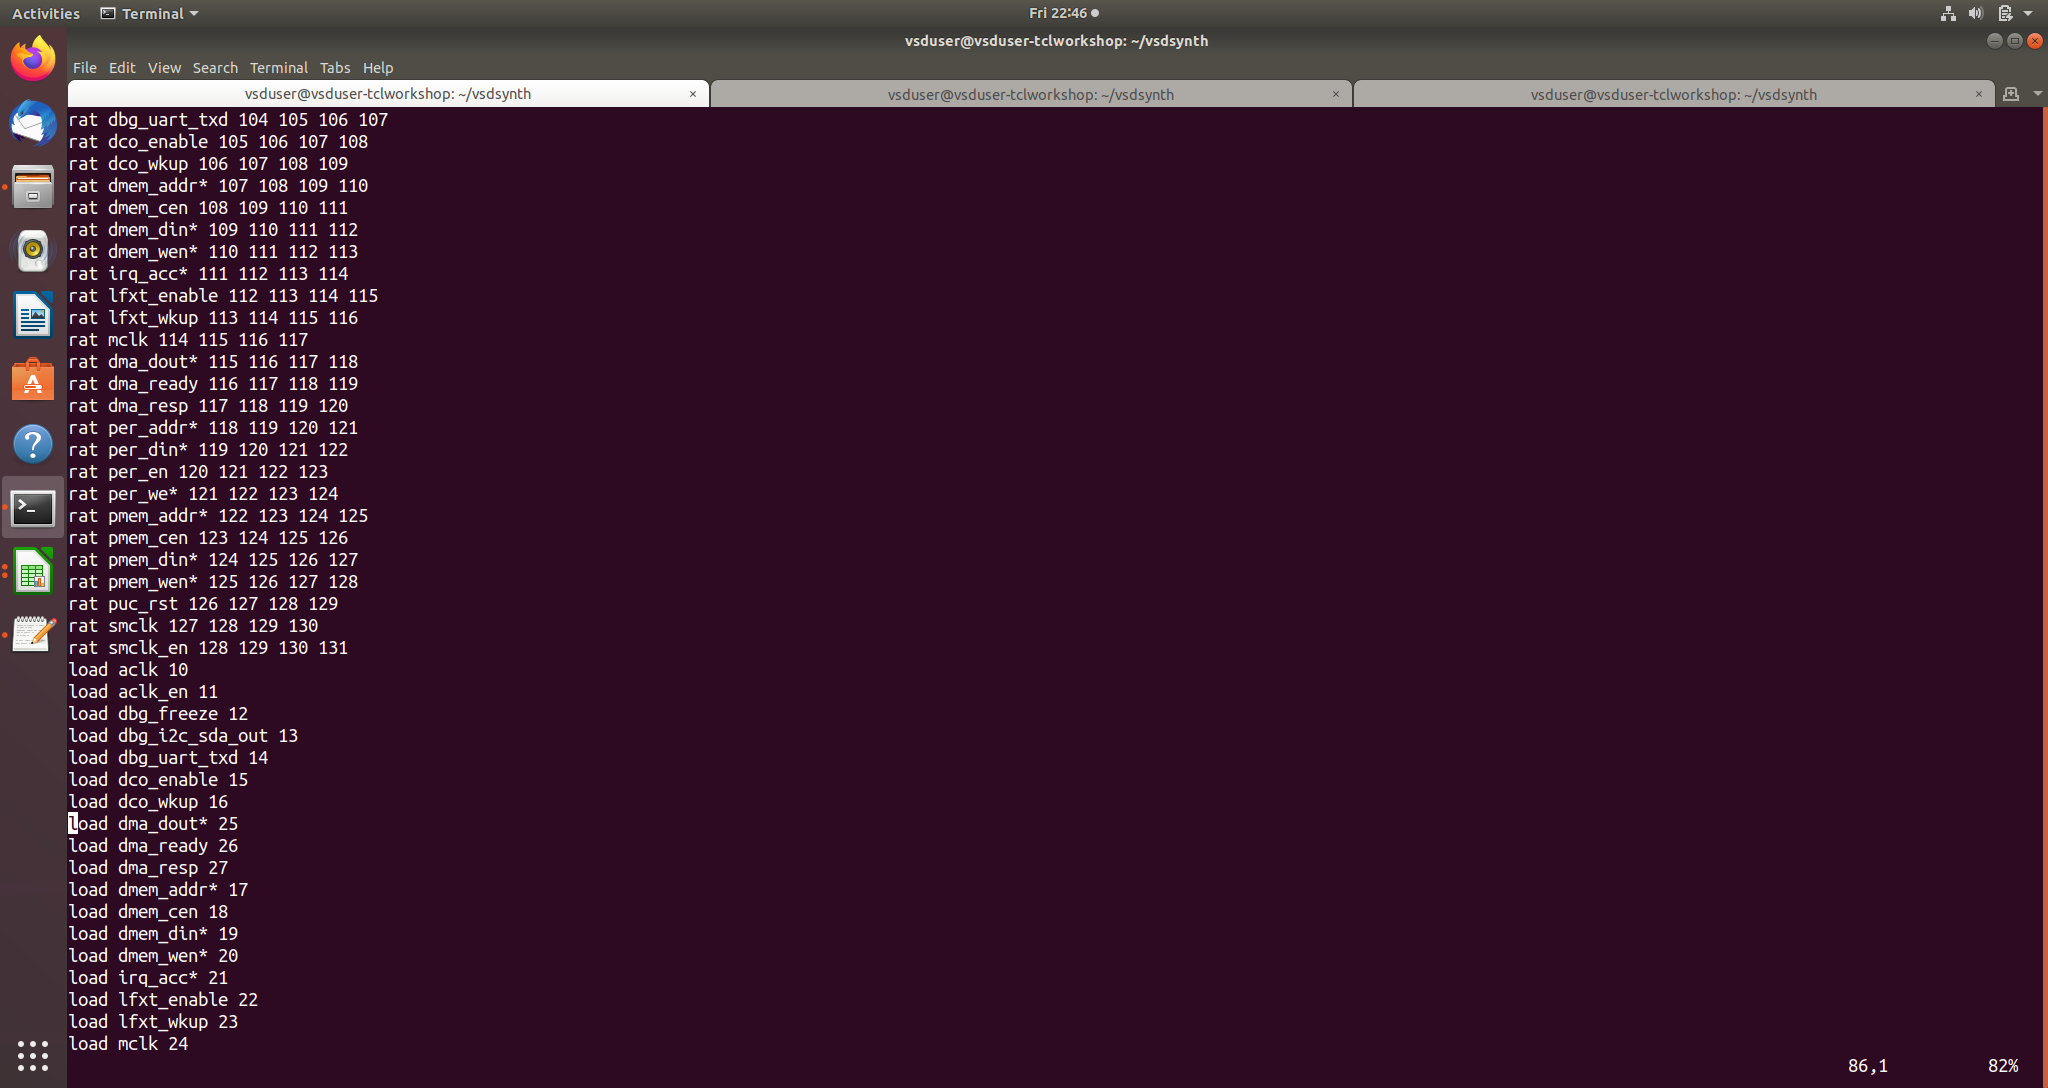 Activities Terminal Fri 22:46
vsduser@vsduser-tclworkshop: ~/vsdsynth
File Edit View Search Terminal Tabs Help
vsduser@vsduser-tclworkshop: ~/vsdsynth × vsduser@vsduser-tclworkshop: ~/vsdsynth × vsduser@vsduser-tclworkshop: ~/vsdsynth ×
rat dbg_uart_txd 104 105 106 107
rat dco_enable 105 106 107 108
rat dco_wkup 106 107 108 109
rat dmem_addr* 107 108 109 110
rat dmem_cen 108 109 110 111
rat dmem_din* 109 110 111 112
rat dmem_wen* 110 111 112 113
rat irq_acc* 111 112 113 114
rat lfxt_enable 112 113 114 115
rat lfxt_wkup 113 114 115 116
rat mclk 114 115 116 117
rat dma_dout* 115 116 117 118
rat dma_ready 116 117 118 119
rat dma_resp 117 118 119 120
rat per_addr* 118 119 120 121
rat per_din* 119 120 121 122
rat per_en 120 121 122 123
rat per_we* 121 122 123 124
rat pmem_addr* 122 123 124 125
rat pmem_cen 123 124 125 126
rat pmem_din* 124 125 126 127
rat pmem_wen* 125 126 127 128
rat puc_rst 126 127 128 129
rat smclk 127 128 129 130
rat smclk_en 128 129 130 131
load aclk 10
load aclk_en 11
load dbg_freeze 12
load dbg_i2c_sda_out 13
load dbg_uart_txd 14
load dco_enable 15
load dco_wkup 16
load dma_dout* 25
load dma_ready 26
load dma_resp 27
load dmem_addr* 17
load dmem_cen 18
load dmem_din* 19
load dmem_wen* 20
load irq_acc* 21
load lfxt_enable 22
load lfxt_wkup 23
load mclk 24
86,1 82%